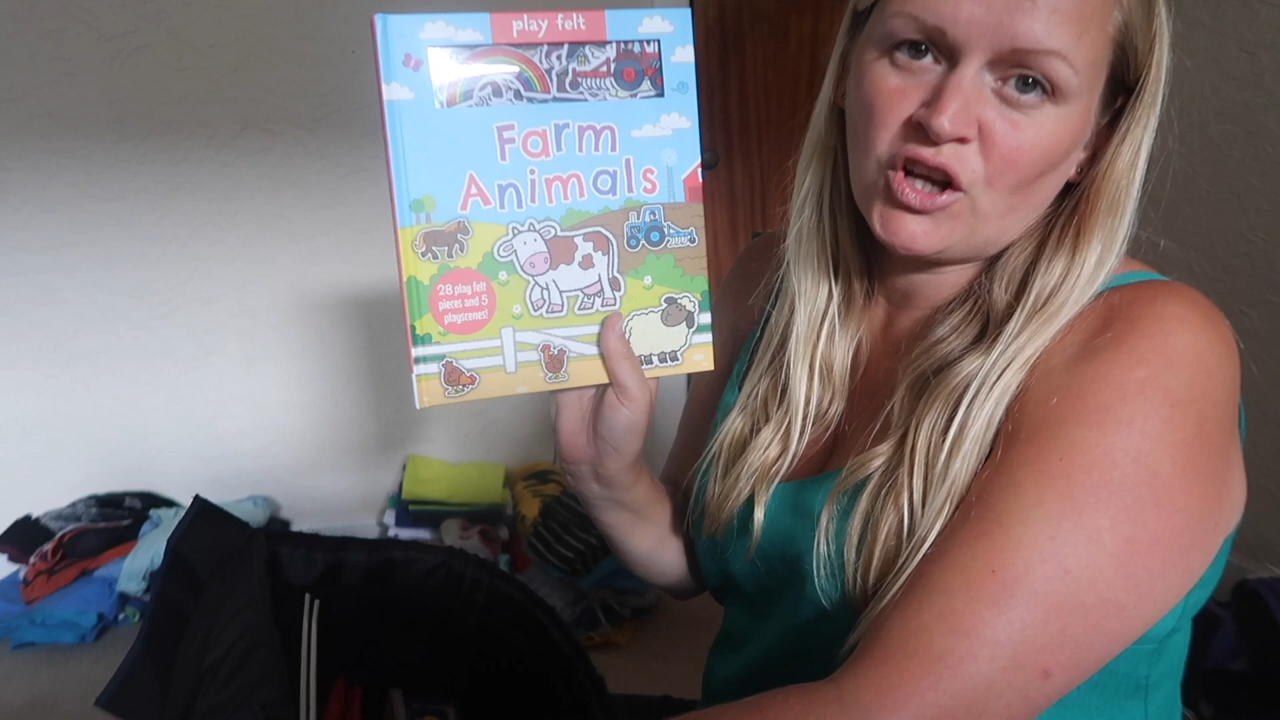 play felt
Farm
Animals
28 play felt
pieces and 5
playscenes!